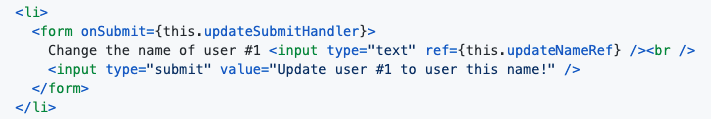 <li>
<form onSubmit={this.updateSubmitHandler}>
Change the name of user #1 <input type="text" ref={this.updateNameRef} /><br />
<input type="submit" value="Update user #1 to user this name!" />
</form>
</li>